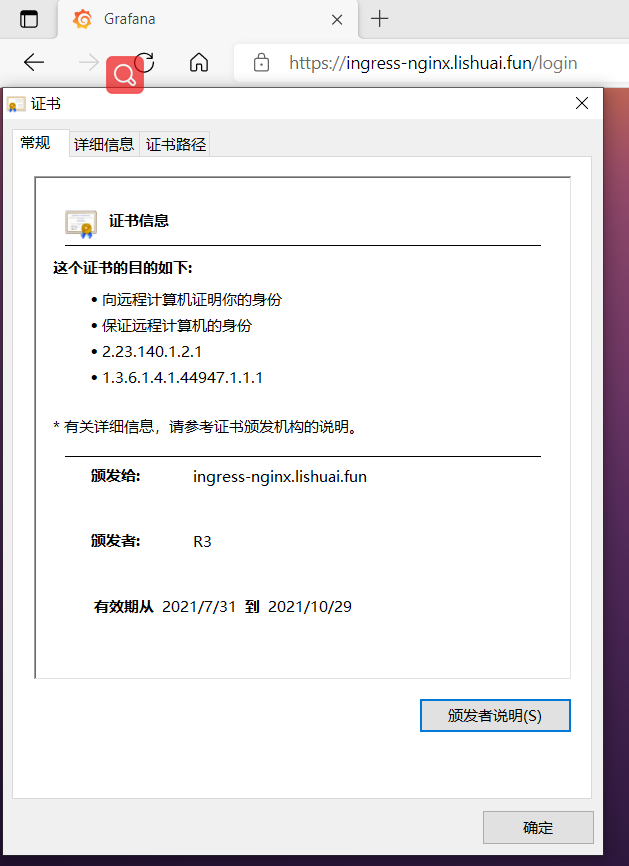 Grafana
https://ingress-nginx.lishuai.fun/login
证书
常规 详细信息 证书路径
证书信息
这个证书的目的如下:
• 向远程计算机证明你的身份
• 保证远程计算机的身份
• 2.23.140.1.2.1
• 1.3.6.1.4.1.44947.1.1.1
* 有关详细信息，请参考证书颁发机构的说明。
颁发给: ingress-nginx.lishuai.fun
颁发者: R3
有效期从 2021/7/31 到 2021/10/29
颁发者说明(S)
确定